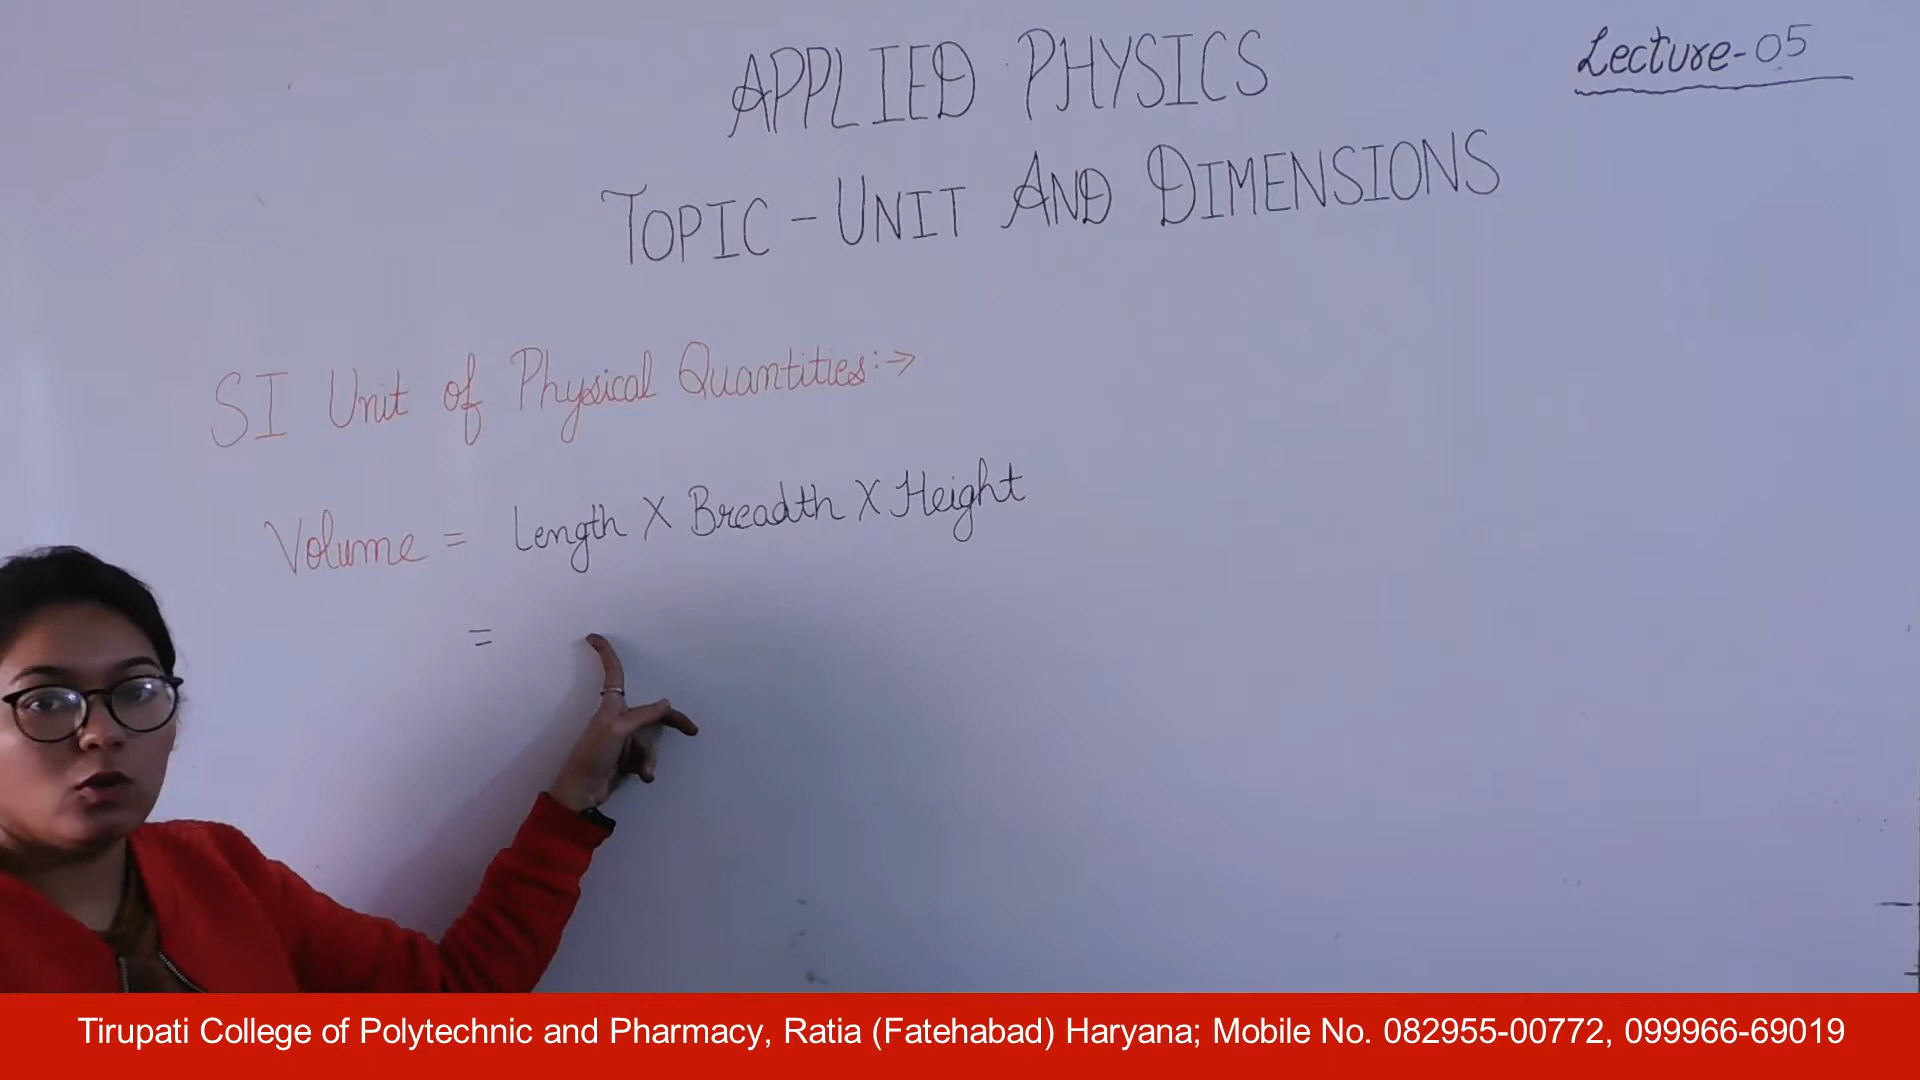 Lecture-05
APPLIED PHYSICS
TOPIC - UNIT AND DIMENSIONS
SI Unit of Physical Quantities:→
Volume = Length X Breadth X Height
=
Tirupati College of Polytechnic and Pharmacy, Ratia (Fatehabad) Haryana; Mobile No. 082955-00772, 099966-69019